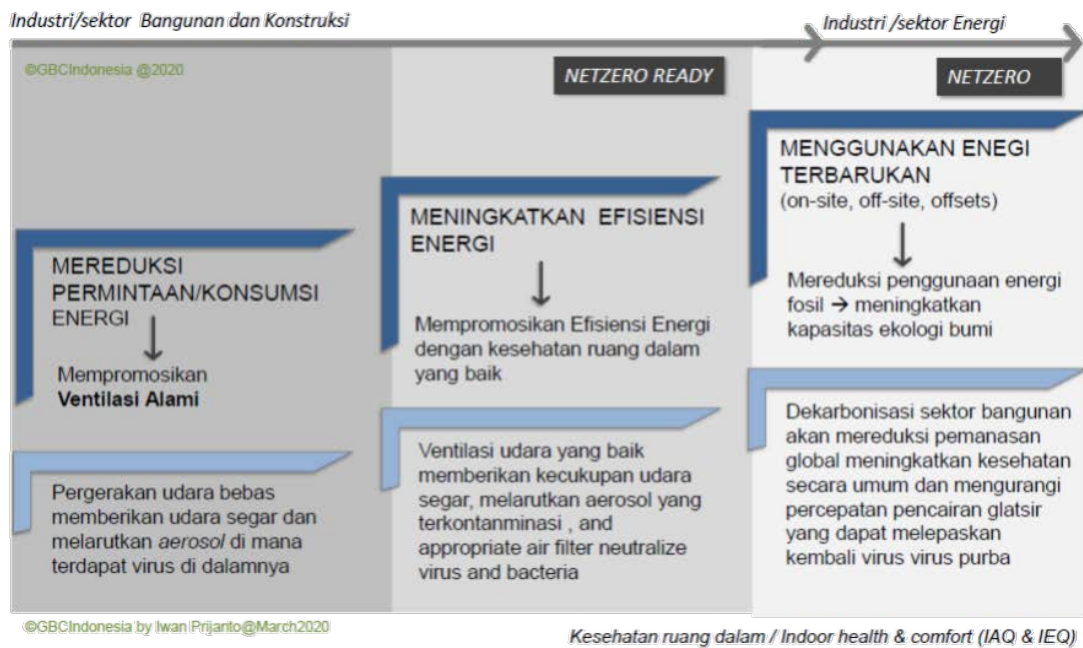 Industri/sektor Bangunan dan Konstruksi
Industri /sektor Energi
©GBCIndonesia @2020
NETZERO READY
NETZERO
MEREDUKSI
PERMINTAAN/KONSUMSI
ENERGI
Mempromosikan
Ventilasi Alami
Pergerakan udara bebas
memberikan udara segar dan
melarutkan aerosol di mana
terdapat virus di dalamnya
MENINGKATKAN EFISIENSI
ENERGI
Mempromosikan Efisiensi Energi
dengan kesehatan ruang dalam
yang baik
Ventilasi udara yang baik
memberikan kecukupan udara
segar, melarutkan aerosol yang
terkontanminasi , and
appropriate air filter neutralize
virus and bacteria
MENGGUNAKAN ENEGI
TERBARUKAN
(on-site, off-site, offsets)
Mereduksi penggunaan energi
fosil → meningkatkan
kapasitas ekologi bumi
Dekarbonisasi sektor bangunan
akan mereduksi pemanasan
global meningkatkan kesehatan
secara umum dan mengurangi
percepatan pencairan glatsir
yang dapat melepaskan
kembali virus virus purba
©GBCIndonesia by Iwan Prijanto@March2020
Kesehatan ruang dalam / Indoor health & comfort (IAQ & IEQ)